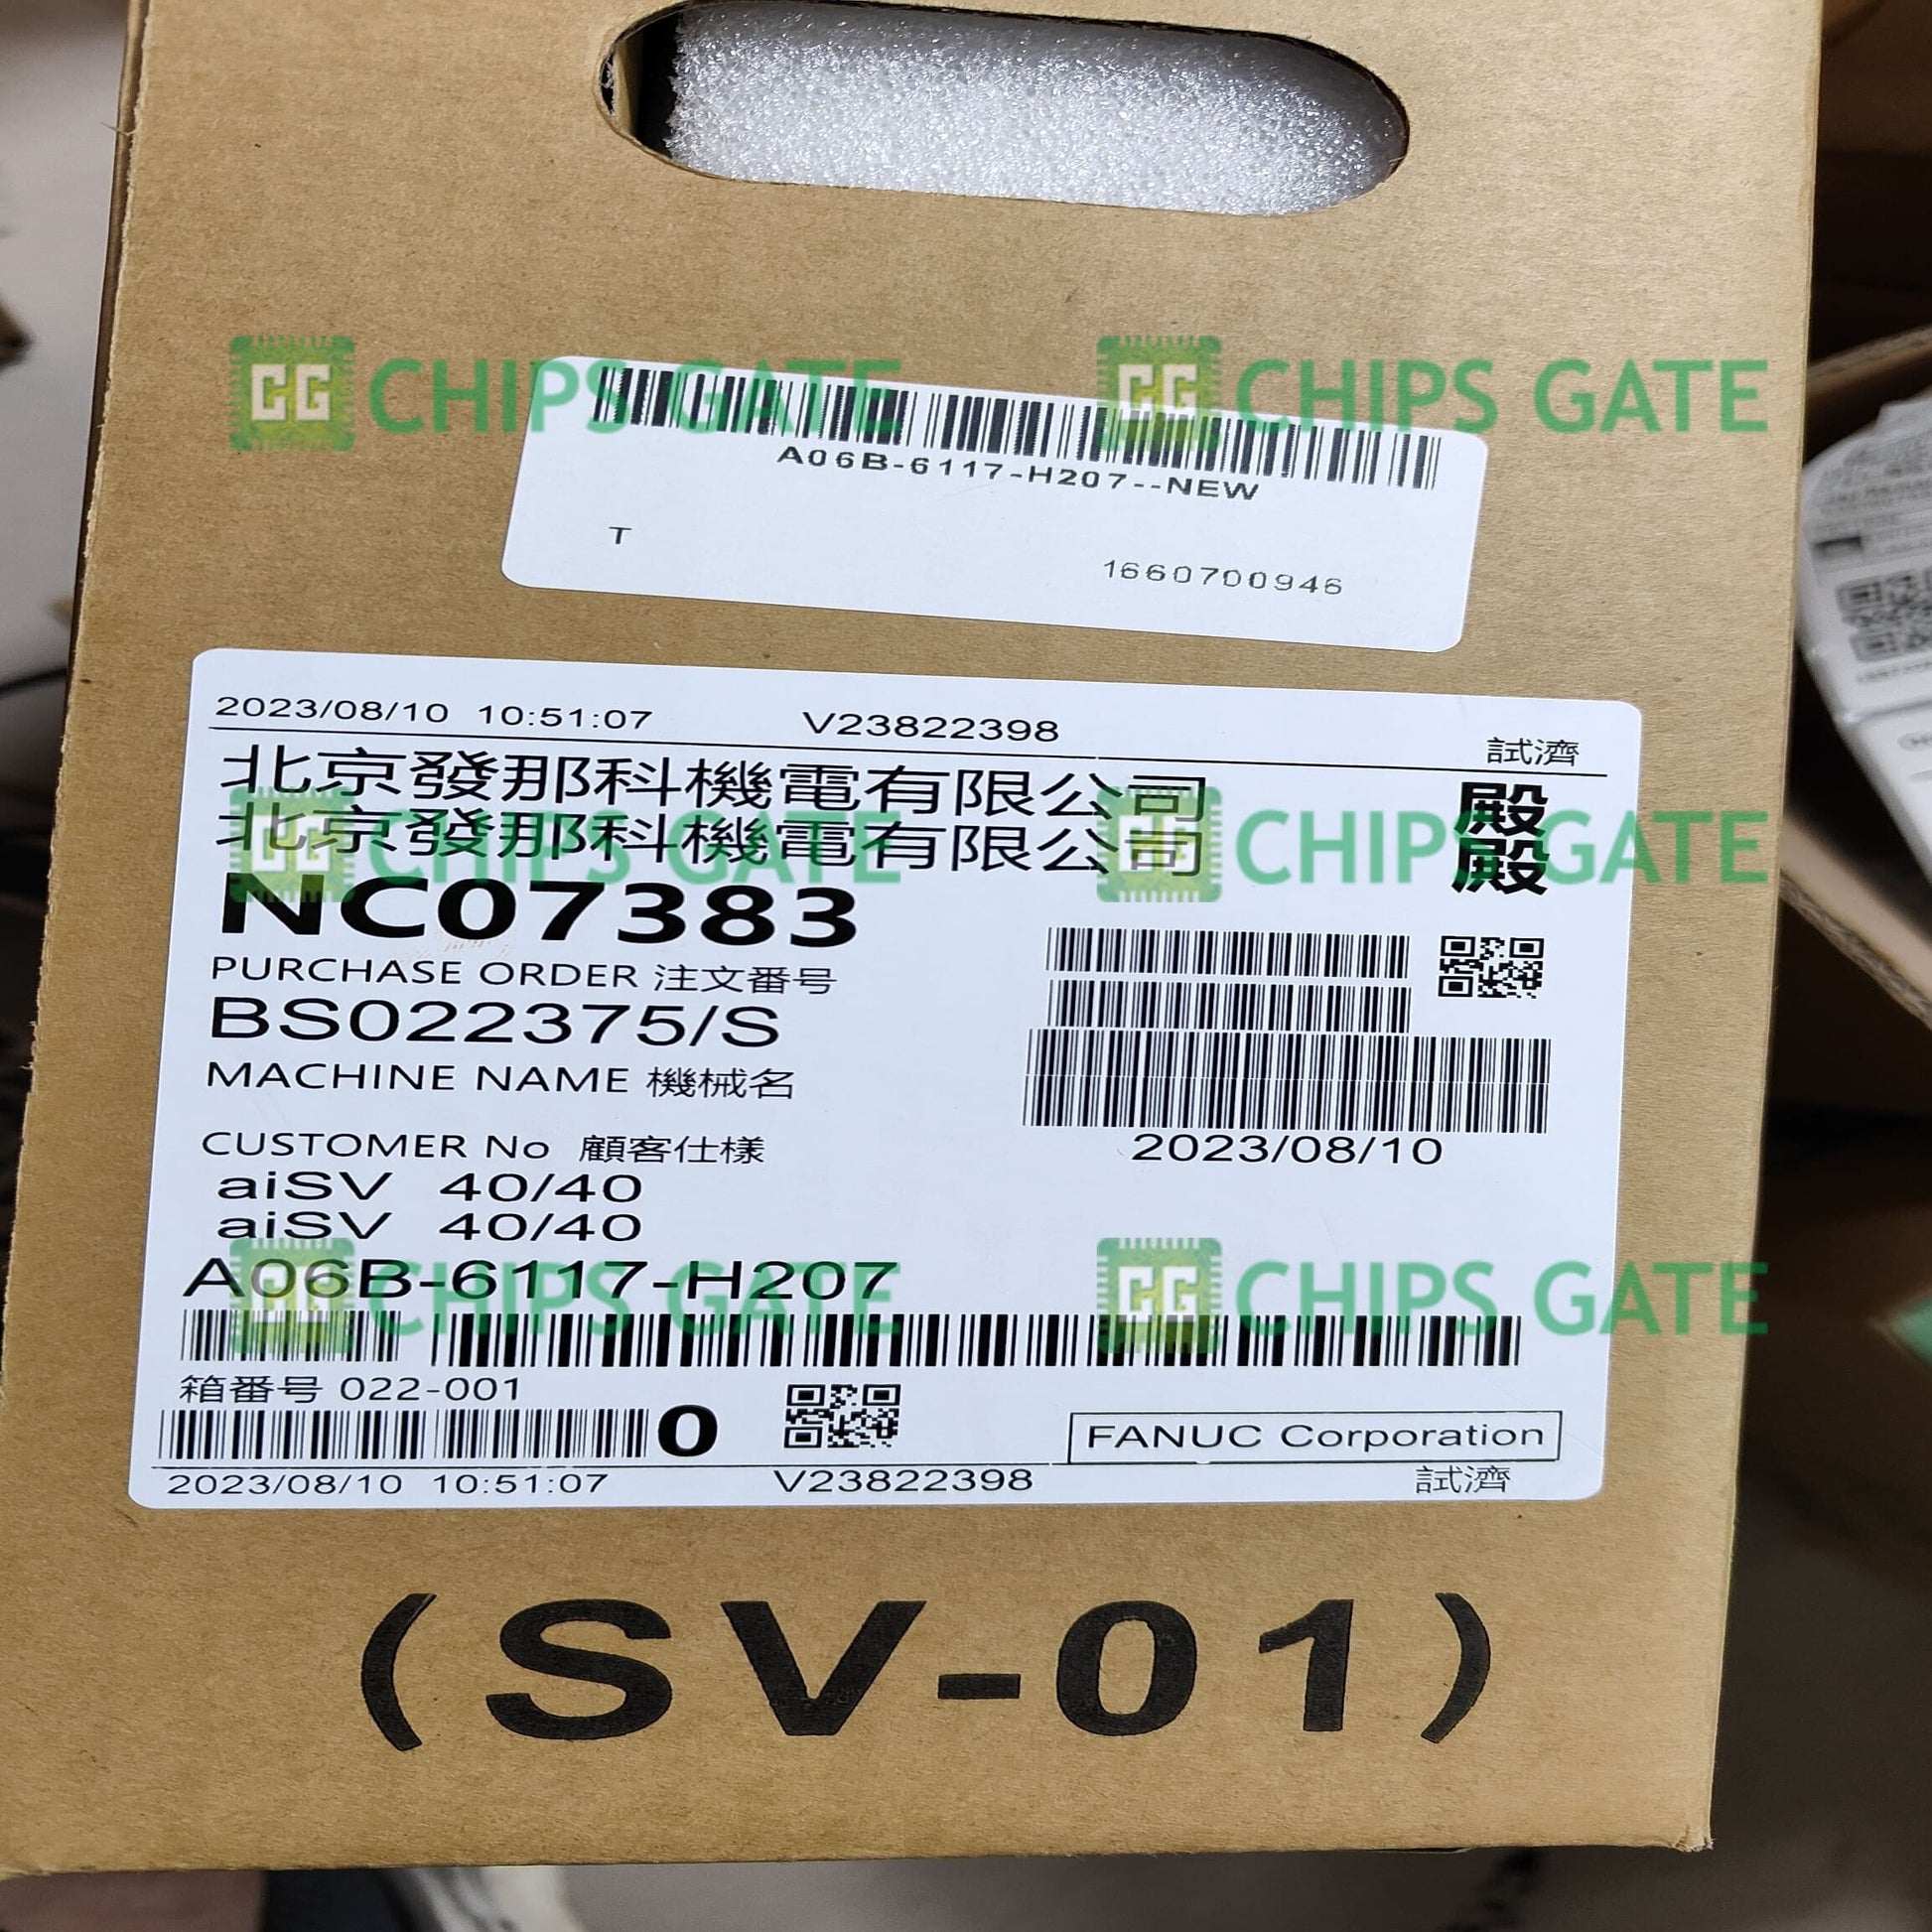 CG CHIPS GATE
CG CHIPS GATE
A06B-6117-H207--NEW
T
1660700946
2023/08/10 10:51:07 V23822398 試濟
北京發那科機電有限公司 殿
北京發那科機電有限公司 殿
CG CHIPS GATE
CG CHIPS GATE
NC07383
PURCHASE ORDER 注文番号
BS022375/S
MACHINE NAME 機械名
2023/08/10
CUSTOMER No 顧客仕様
aiSV 40/40
aiSV 40/40
A06B-6117-H207
CG CHIPS GATE
CG CHIPS GATE
箱番号 022-001
0
FANUC Corporation
2023/08/10 10:51:07 V23822398 試濟
(SV-01)